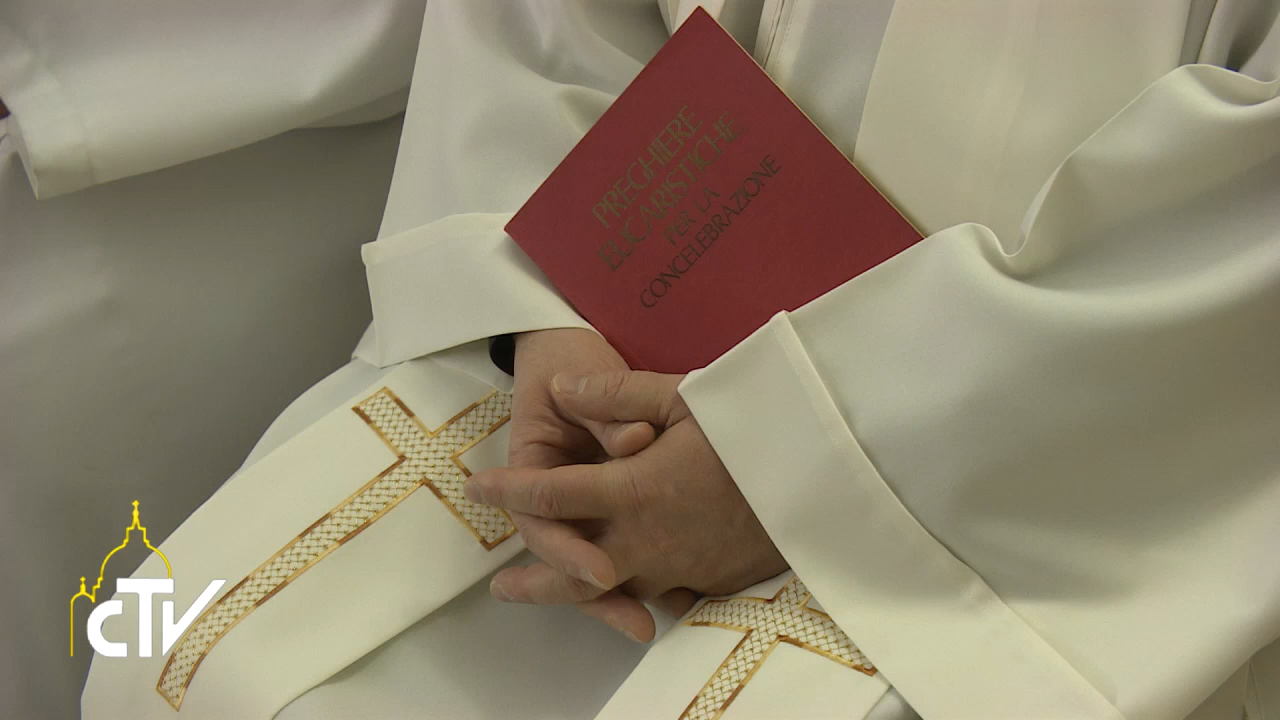 PREGHIERE
EUCARISTICHE
PER LA
CONCELEBRAZIONE
CTV